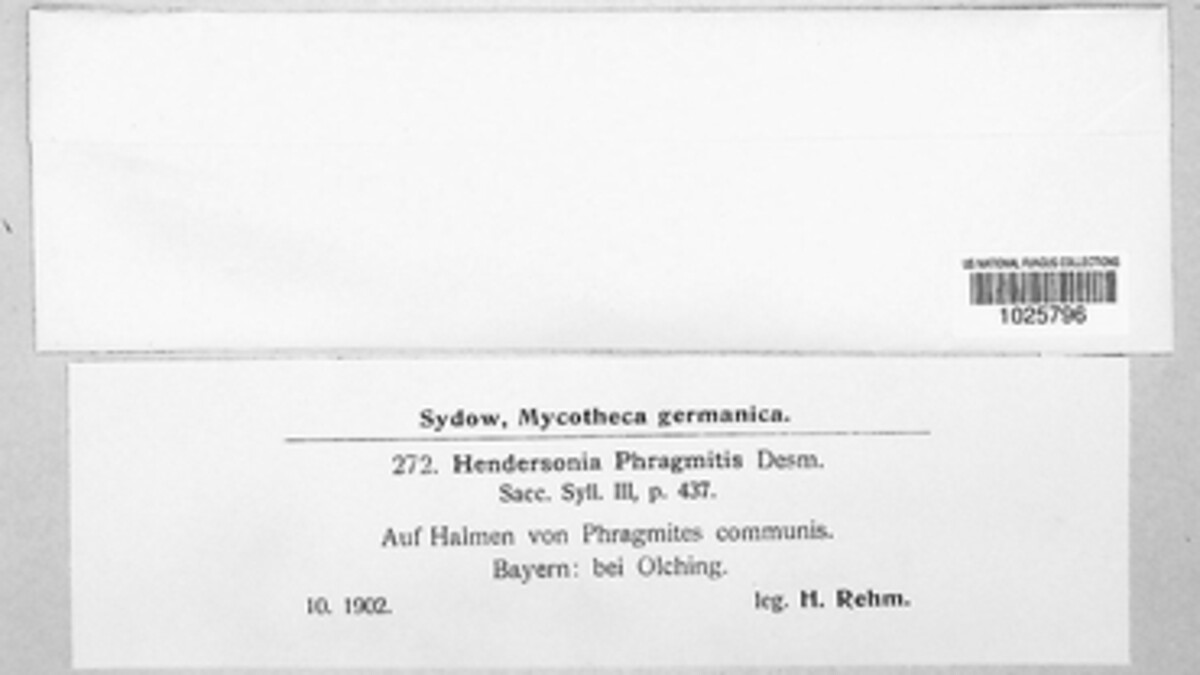 US NATIONAL FUNGUS COLLECTIONS
1025796
Sydow, Mycotheca germanica.
272. Hendersonia Phragmitis Desm.
Sacc. Syll. III, p. 437.
Auf Halmen von Phragmites communis.
Bayern: bei Olching.
10. 1902. leg. H. Rehm.